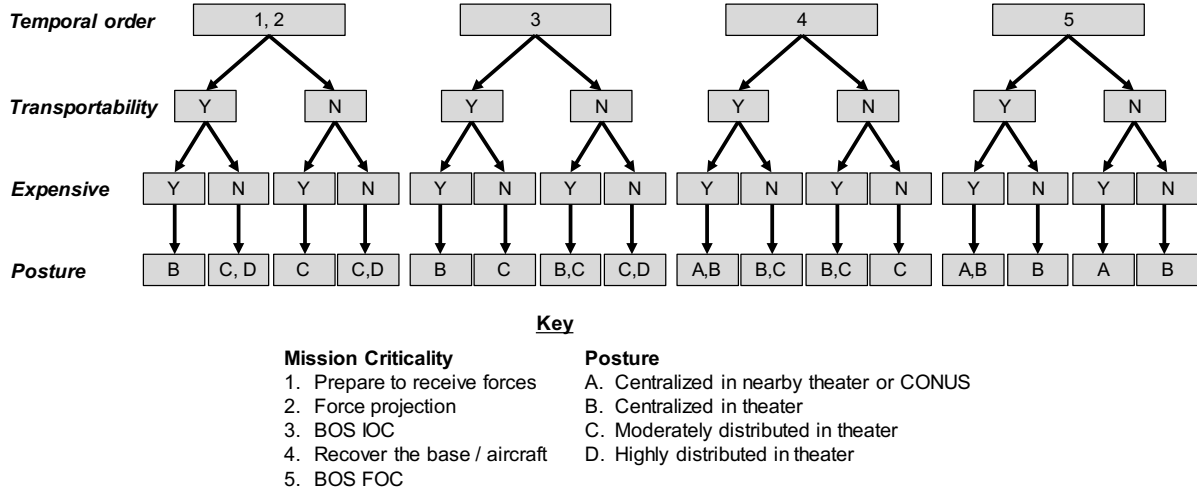 Temporal order 1, 2 3 4 5
Transportability Y N Y N Y N Y N
Expensive Y N Y N Y N Y N Y N Y N Y N Y N
Posture B C, D C C,D B C B,C C,D A,B B,C B,C C A,B B A B
Key
Mission Criticality Posture
1. Prepare to receive forces A. Centralized in nearby theater or CONUS
2. Force projection B. Centralized in theater
3. BOS IOC C. Moderately distributed in theater
4. Recover the base / aircraft D. Highly distributed in theater
5. BOS FOC